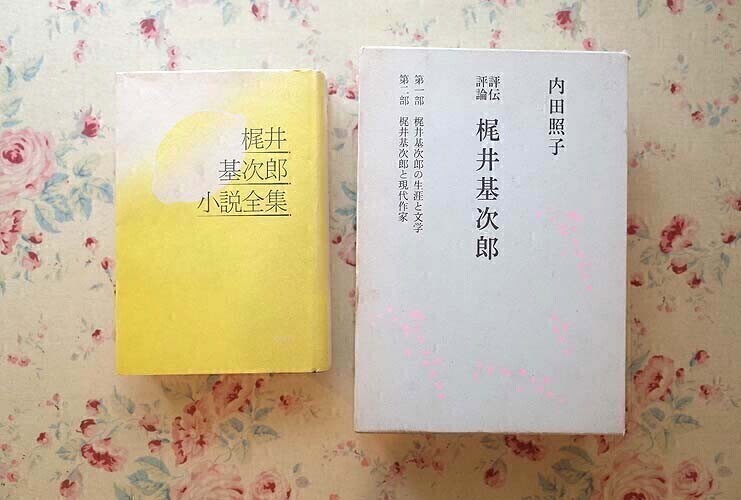 梶井
基次郎
小説全集
内田照子
評伝
評論
梶井基次郎
第一部 梶井基次郎の生涯と文学
第二部 梶井基次郎と現代作家